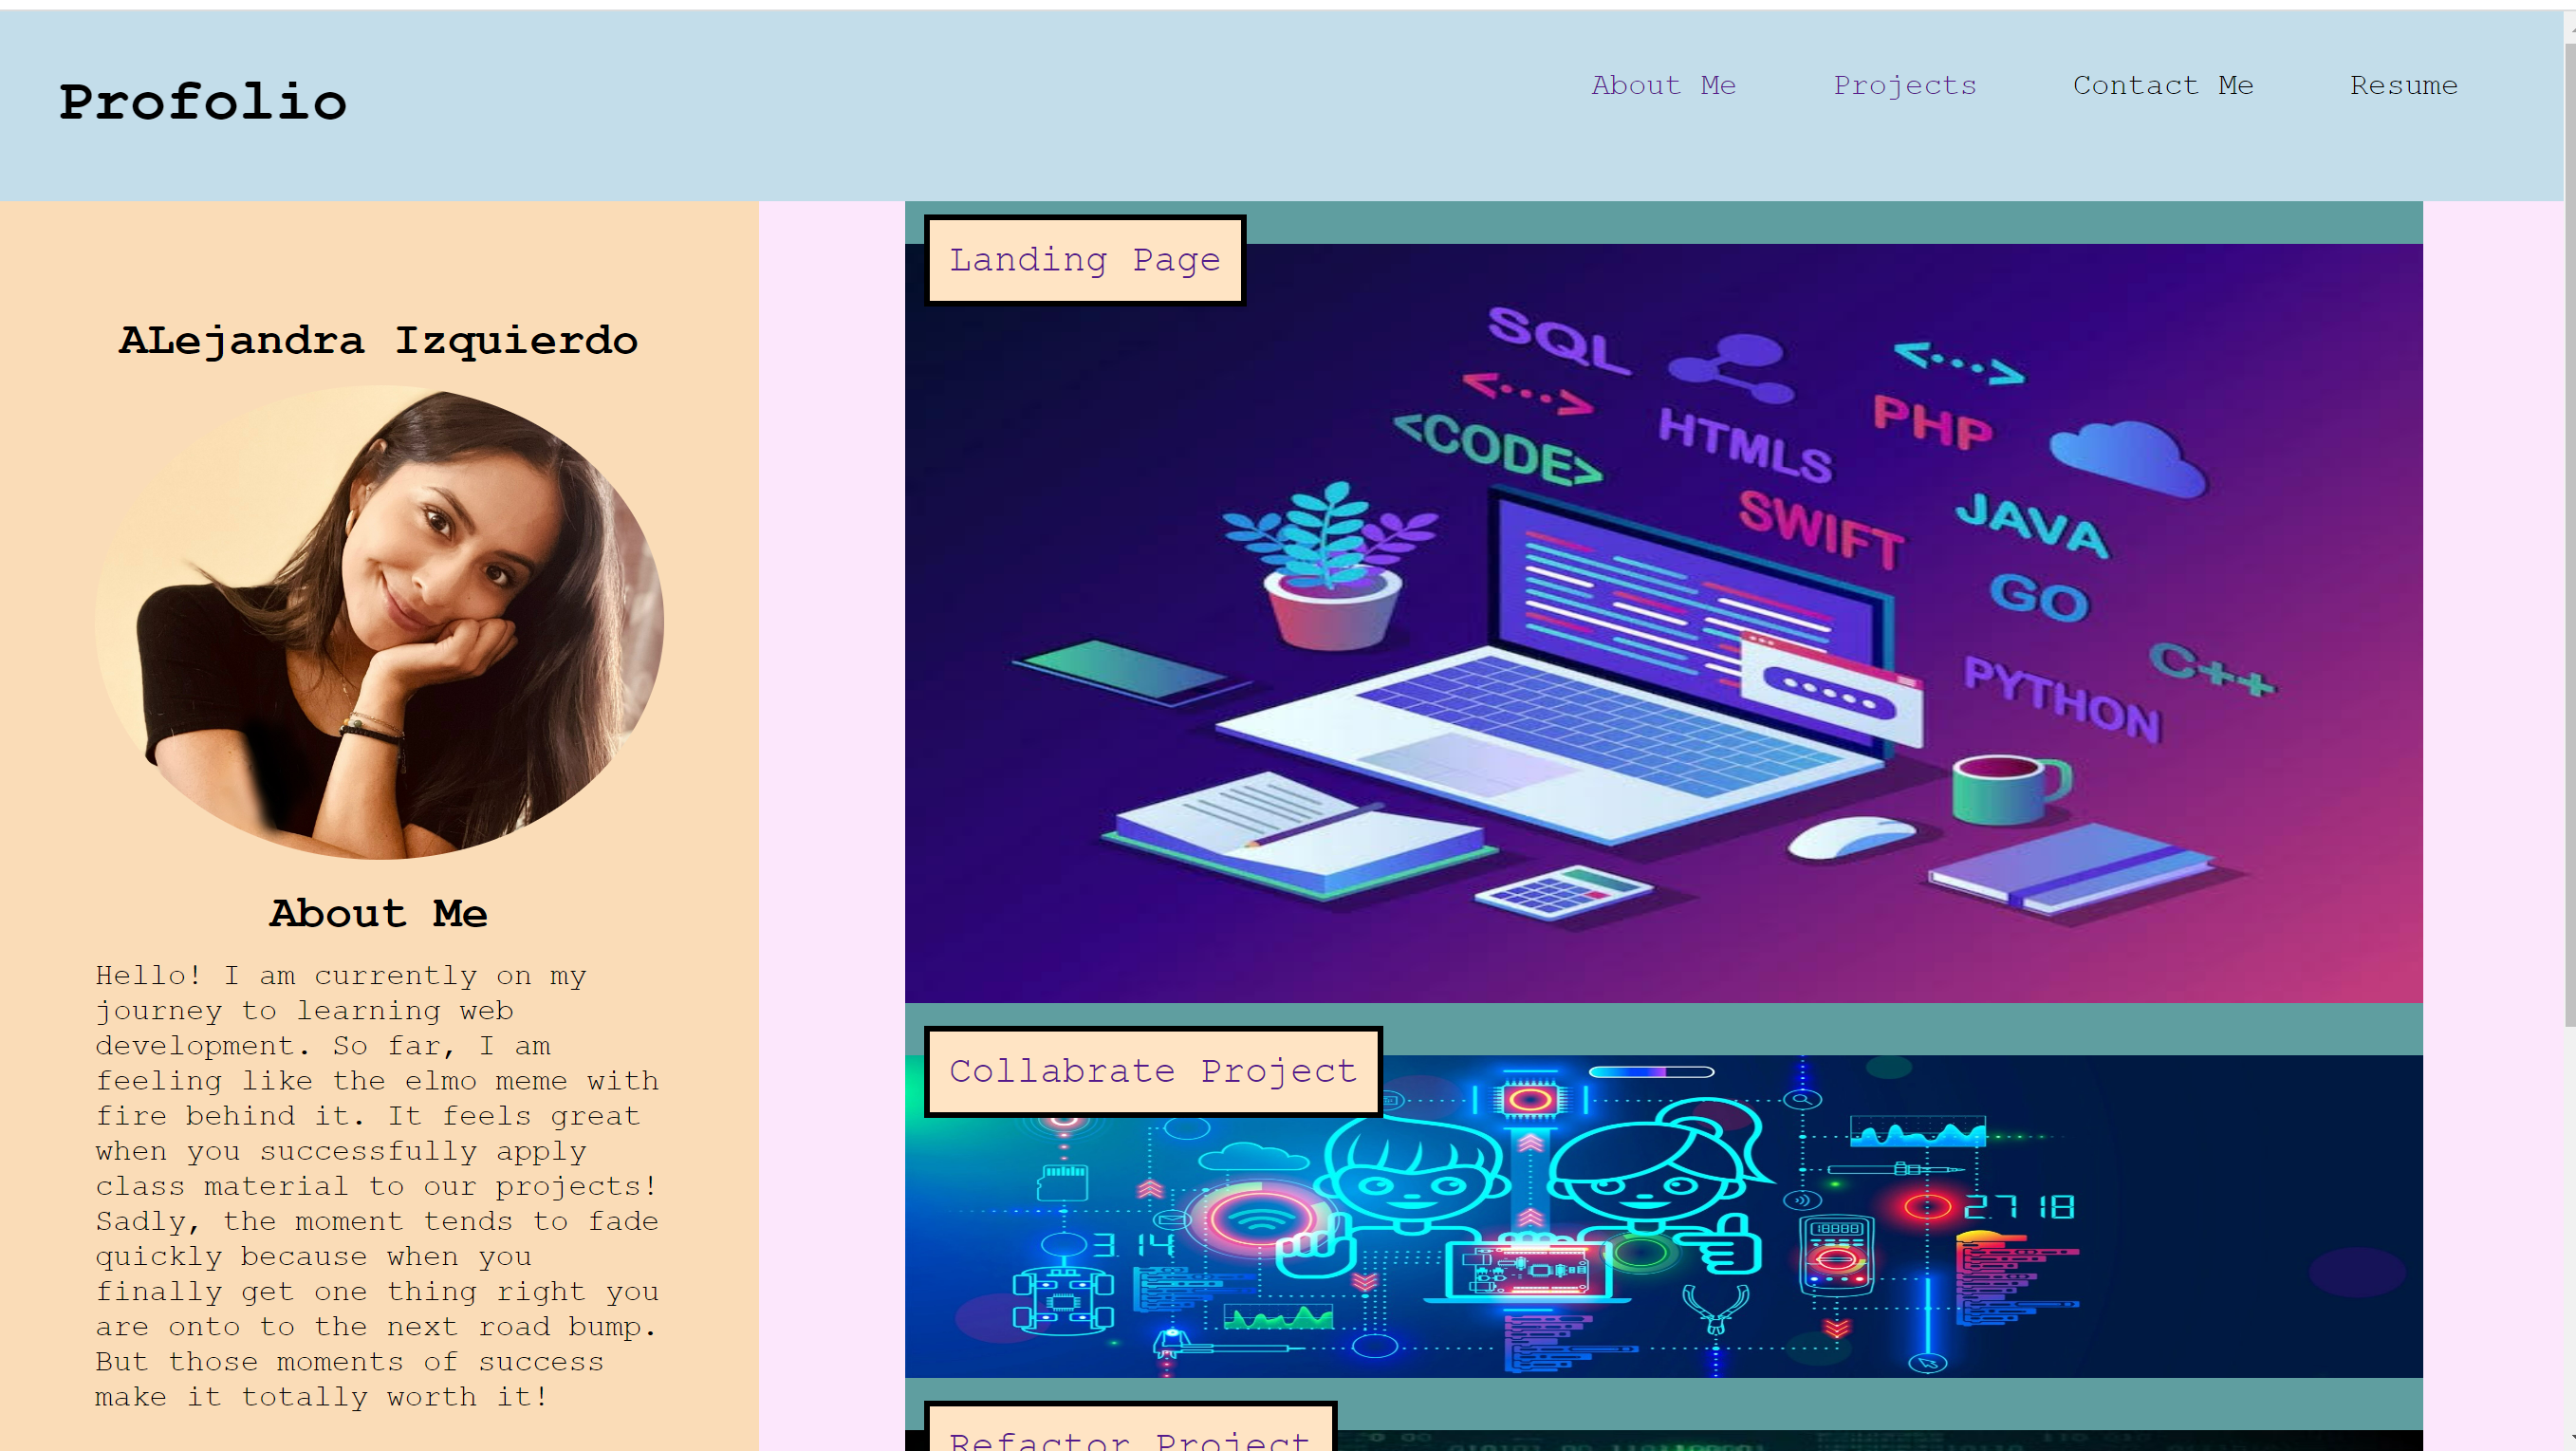 Profolio
About Me
Projects
Contact Me
Resume
ALejandra Izquierdo
About Me
Hello! I am currently on my
journey to learning web
development. So far, I am
feeling like the elmo meme with
fire behind it. It feels great
when you successfully apply
class material to our projects!
Sadly, the moment tends to fade
quickly because when you
finally get one thing right you
are onto to the next road bump.
But those moments of success
make it totally worth it!
Landing Page
SQL
<...>
<...>
PHP
<CODE>
HTMLS
SWIFT
JAVA
GO
C++
PYTHON
Collabrate Project
2.718
18888
3.14
Refactor Project